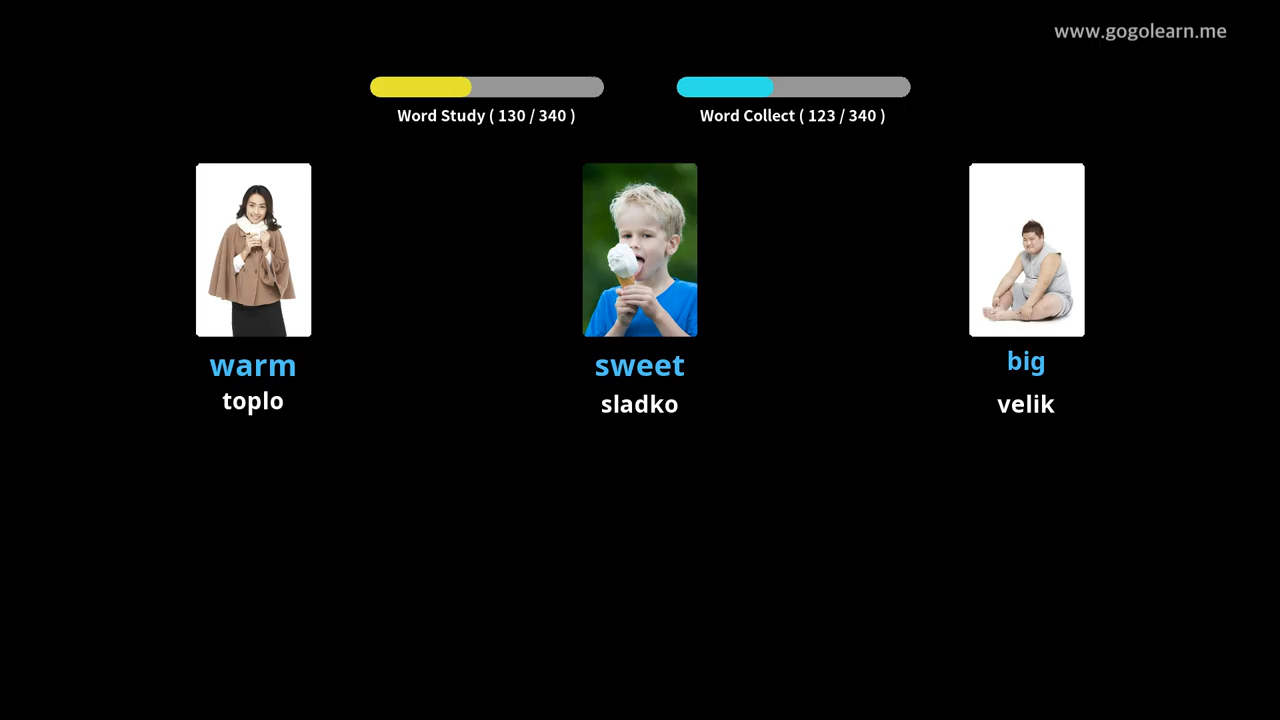 www.gogolearn.me
Word Study ( 130 / 340 )
Word Collect ( 123 / 340 )
warm
toplo
sweet
sladko
big
velik